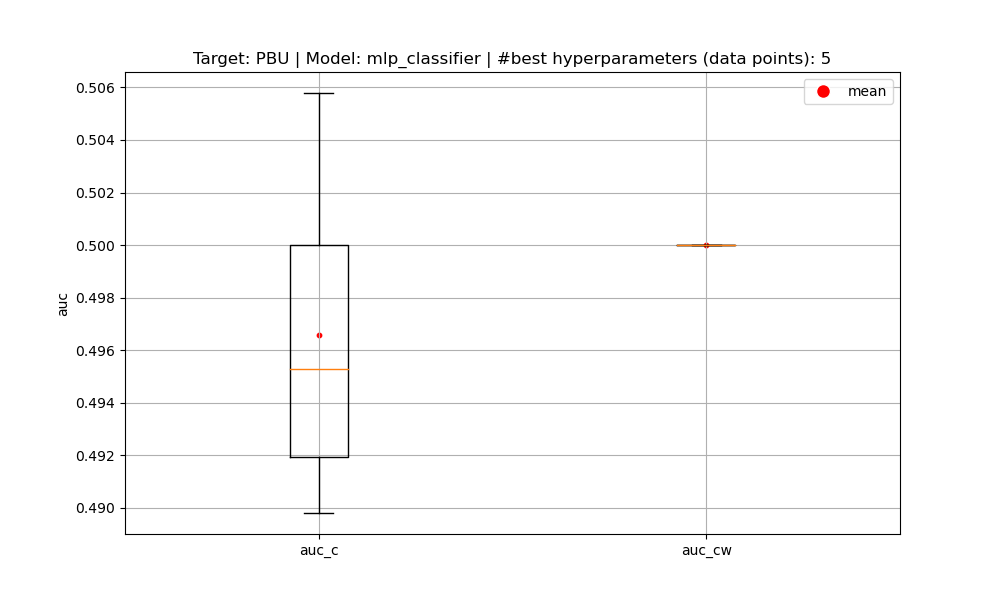 Target: PBU | Model: mlp_classifier | #best hyperparameters (data points): 5
mean
0.506
0.504
0.502
0.500
0.498
0.496
0.494
0.492
0.490
auc
auc_c
auc_cw